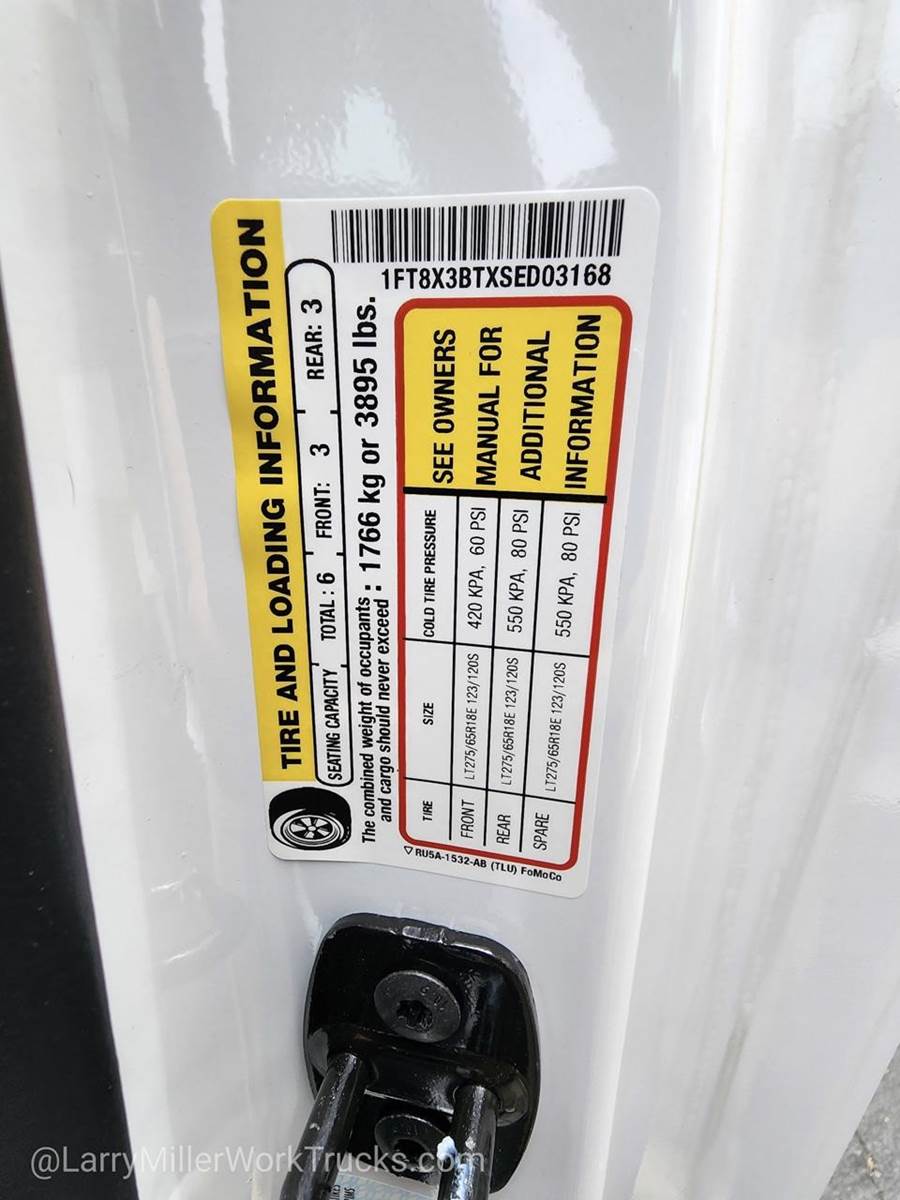 TIRE AND LOADING INFORMATION
SEATING CAPACITY TOTAL : 6 FRONT: 3 REAR: 3
The combined weight of occupants
and cargo should never exceed : 1766 kg or 3895 lbs.
1FT8X3BTXSED03168
TIRE SIZE COLD TIRE PRESSURE
FRONT LT275/65R18E 123/120S 420 KPA, 60 PSI
REAR LT275/65R18E 123/120S 550 KPA, 80 PSI
SPARE LT275/65R18E 123/120S 550 KPA, 80 PSI
SEE OWNERS
MANUAL FOR
ADDITIONAL
INFORMATION
RU5A-1532-AB (TLU) FoMoCo
@LarryMillerWorkTrucks.com